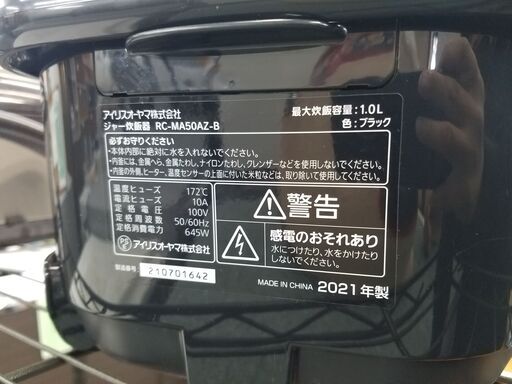 アイリスオーヤマ株式会社
ジャー炊飯器 RC-MA50AZ-B
最大炊飯容量:1.0L
色:ブラック
必ずお守りください
・本体内部に絶対に水を入れないでください。
・内釜には、金属へら、金属たわし、ナイロンたわし、クレンザーなどを使用しないでください。
・内釜の外側、ヒーター、温度センサーの上面に付いた米粒などは、取り除いて使用してください。
温度ヒューズ 172℃
電流ヒューズ 10A
定格電圧 100V
定格周波数 50/60Hz
定格消費電力 645W
PSE アイリスオーヤマ株式会社
製造番号: 210701642
警告
感電のおそれあり
水につけたり、水をかけたり
しないでください。
MADE IN CHINA 2021年製